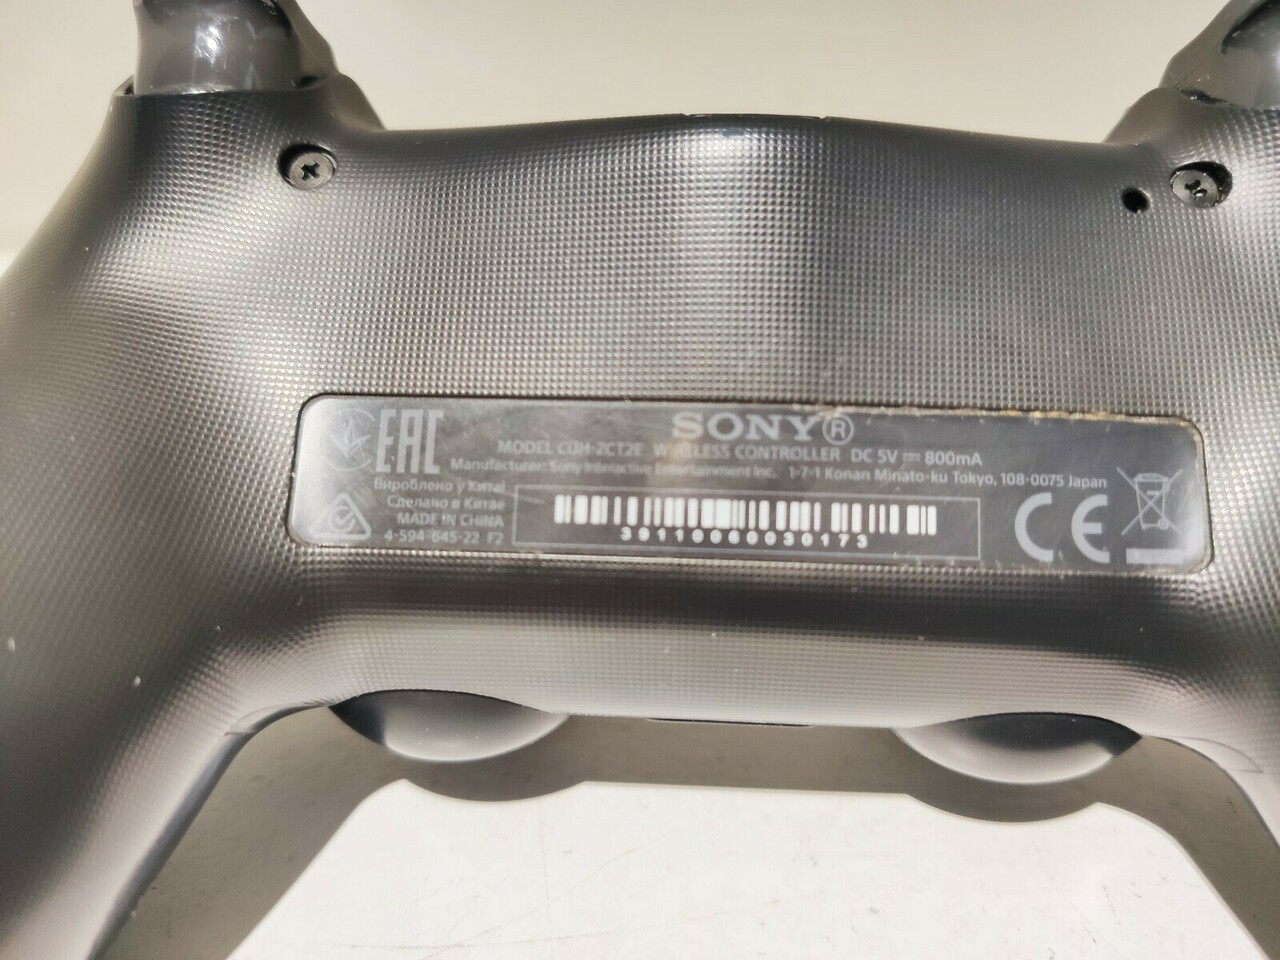 EAC
SONY®
MODEL CUH-ZCT2E WIRELESS CONTROLLER DC 5V ⎓ 800mA
Manufacturer: Sony Interactive Entertainment Inc. 1-7-1 Konan Minato-ku Tokyo, 108-0075 Japan
Вироблено у Китаї
Сделано в Китае
MADE IN CHINA
4-594-645-22 F2
39110060030173
CE